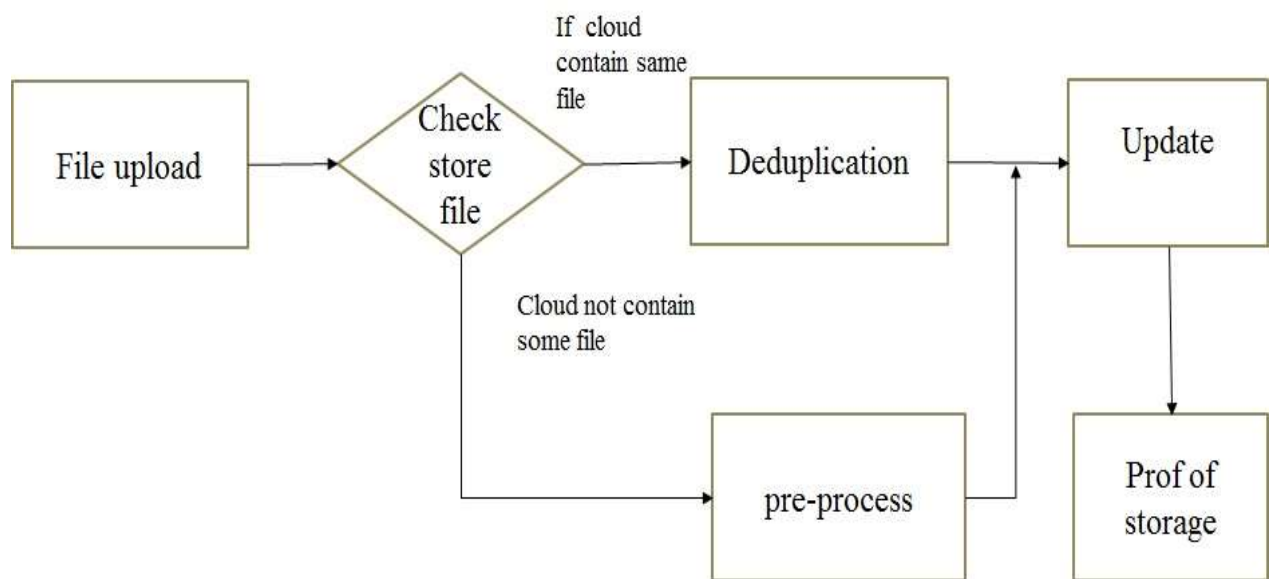 If cloud
contain same
file
File upload
Check
store
file
Deduplication
Update
Cloud not contain
some file
pre-process
Prof of
storage